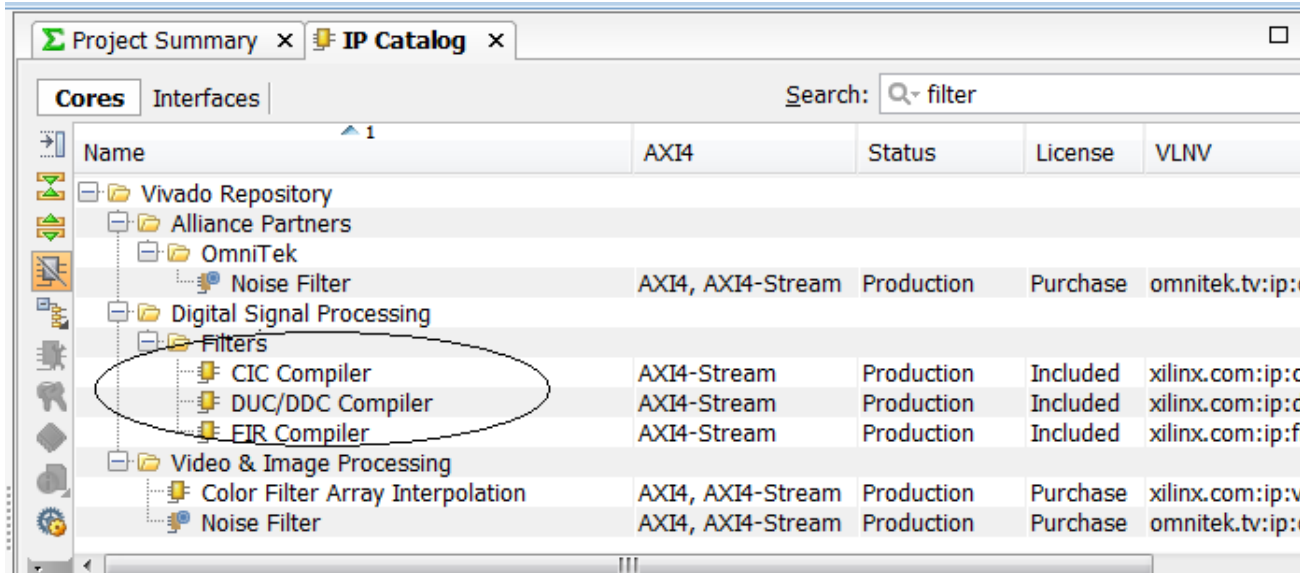 Project Summary × IP Catalog ×
Cores Interfaces Search: filter
Name 1 AXI4 Status License VLNV
Vivado Repository
Alliance Partners
OmniTek
Noise Filter AXI4, AXI4-Stream Production Purchase omnitek.tv:ip:
Digital Signal Processing
Filters
CIC Compiler AXI4-Stream Production Included xilinx.com:ip:c
DUC/DDC Compiler AXI4-Stream Production Included xilinx.com:ip:
FIR Compiler AXI4-Stream Production Included xilinx.com:ip:f
Video & Image Processing
Color Filter Array Interpolation AXI4, AXI4-Stream Production Purchase xilinx.com:ip:v
Noise Filter AXI4, AXI4-Stream Production Purchase omnitek.tv:ip: